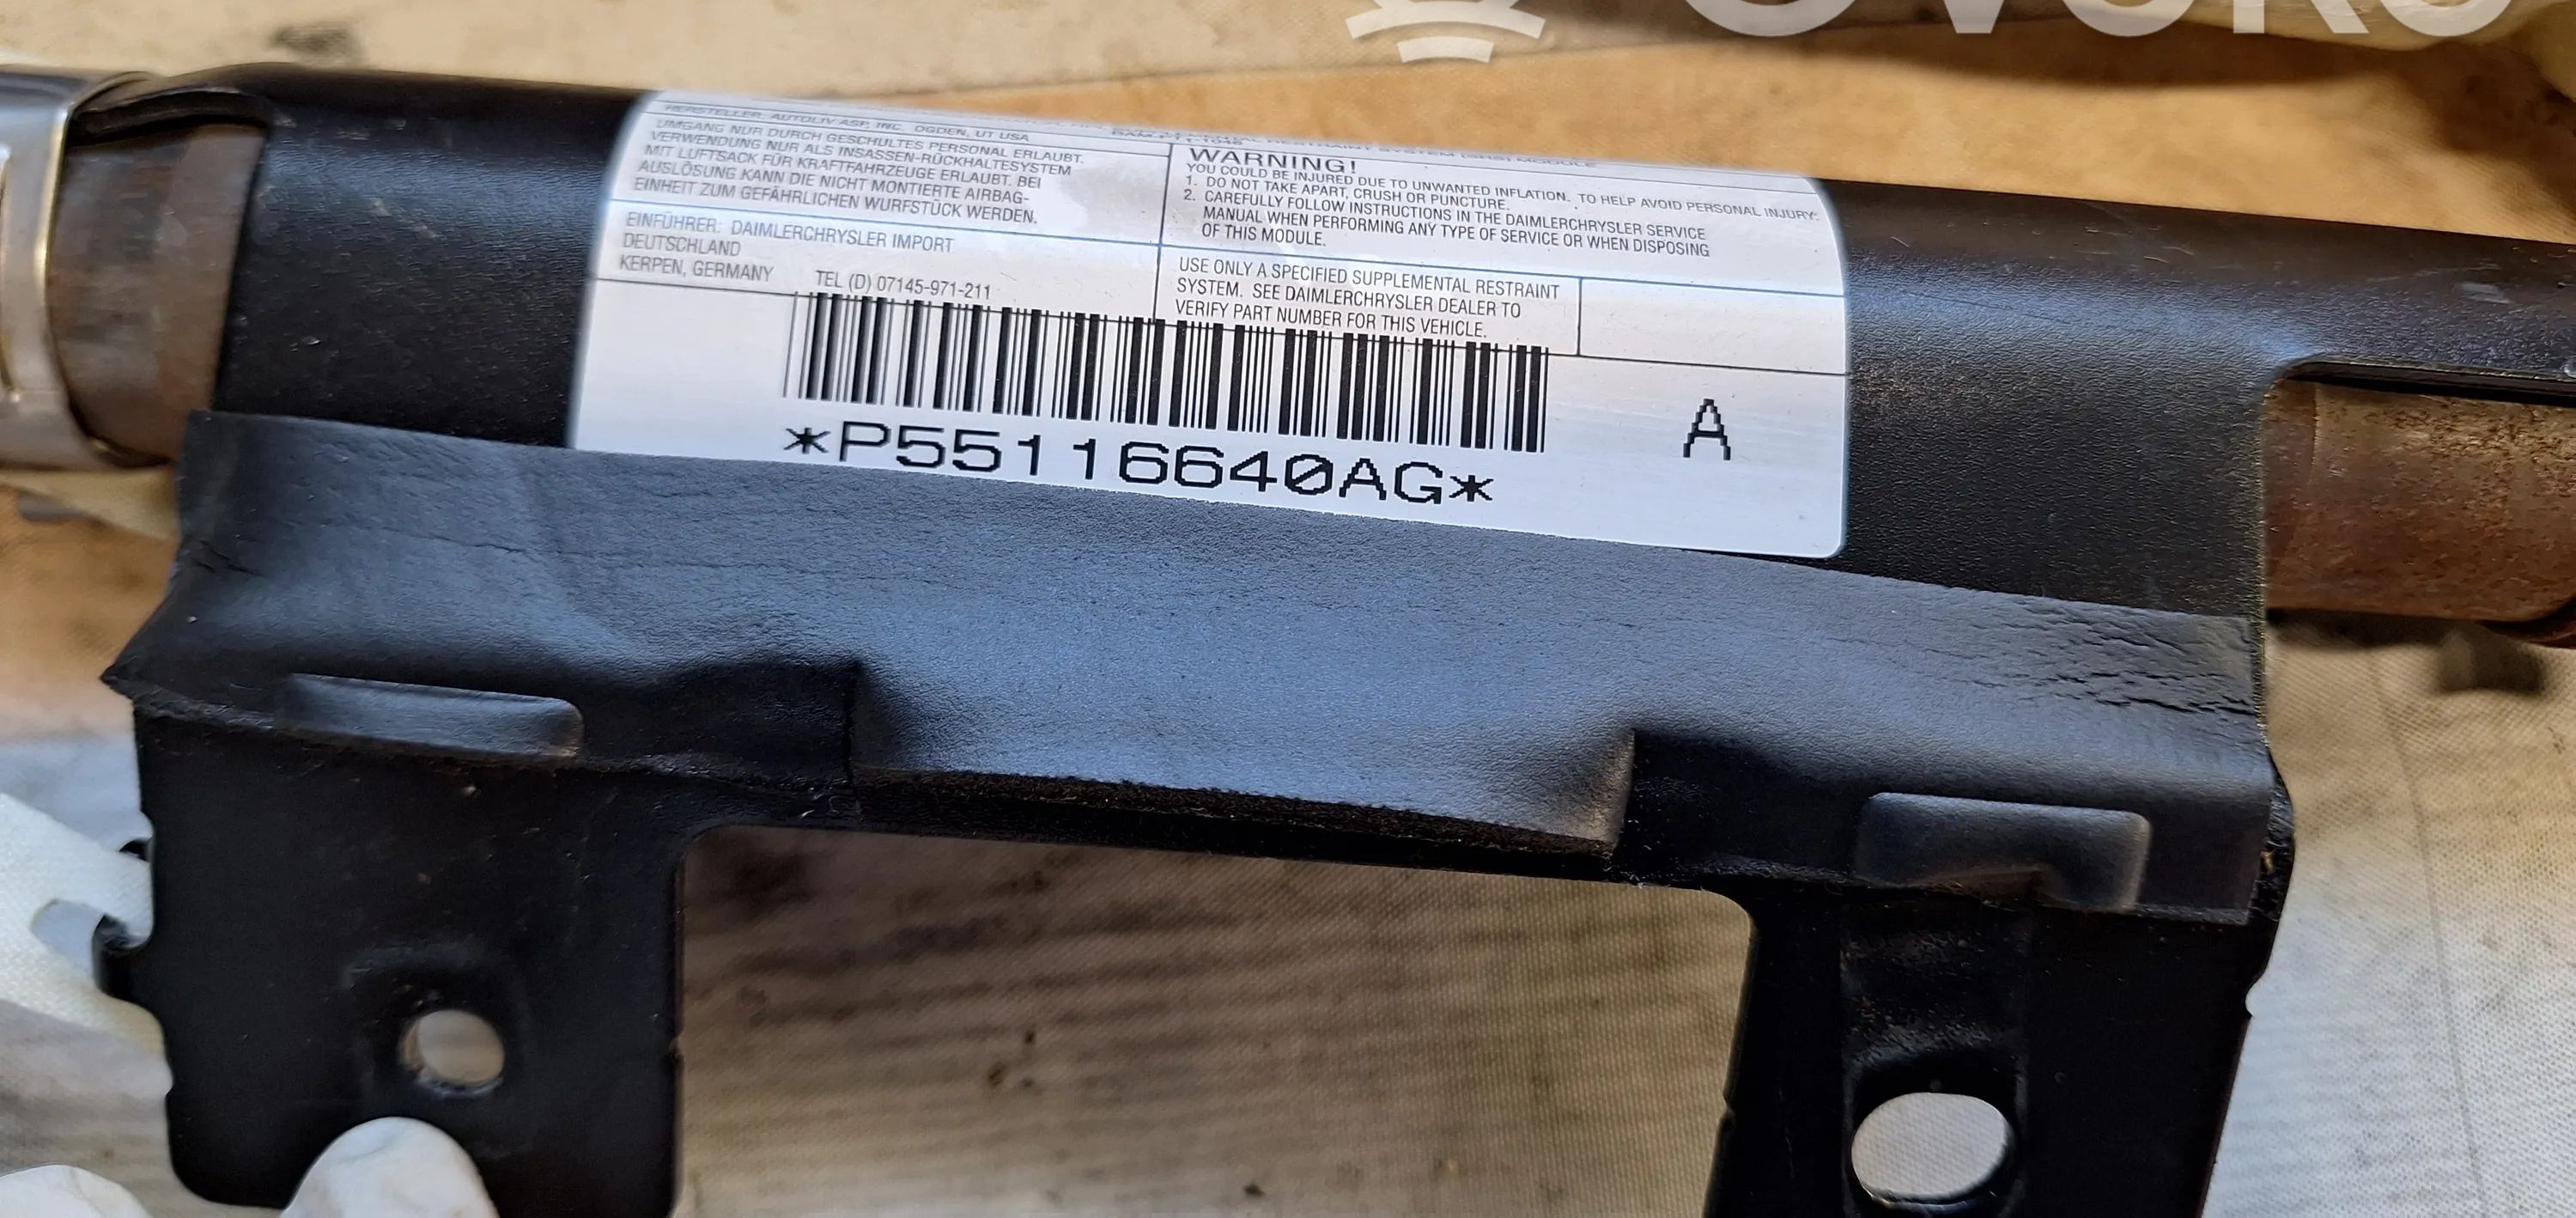 OVOKO
HERSTELLER: AUTOLIV ASP, INC. OGDEN, UT USA
UMGANG NUR DURCH GESCHULTES PERSONAL ERLAUBT.
VERWENDUNG NUR ALS INSASSEN-RÜCKHALTESYSTEM
MIT LUFTSACK FÜR KRAFTFAHRZEUGE ERLAUBT. BEI
AUSLÖSUNG KANN DIE NICHT MONTIERTE AIRBAG-
EINHEIT ZUM GEFÄHRLICHEN WURFSTÜCK WERDEN.
EINFÜHRER: DAIMLERCHRYSLER IMPORT
DEUTSCHLAND
KERPEN, GERMANY TEL (D) 07145-971-211
RESTRAINT SYSTEM (SRS) MODULE
WARNING!
YOU COULD BE INJURED DUE TO UNWANTED INFLATION. TO HELP AVOID PERSONAL INJURY:
1. DO NOT TAKE APART, CRUSH OR PUNCTURE.
2. CAREFULLY FOLLOW INSTRUCTIONS IN THE DAIMLERCHRYSLER SERVICE
MANUAL WHEN PERFORMING ANY TYPE OF SERVICE OR WHEN DISPOSING
OF THIS MODULE.
USE ONLY A SPECIFIED SUPPLEMENTAL RESTRAINT
SYSTEM. SEE DAIMLERCHRYSLER DEALER TO
VERIFY PART NUMBER FOR THIS VEHICLE.
*P55116640AG*
A